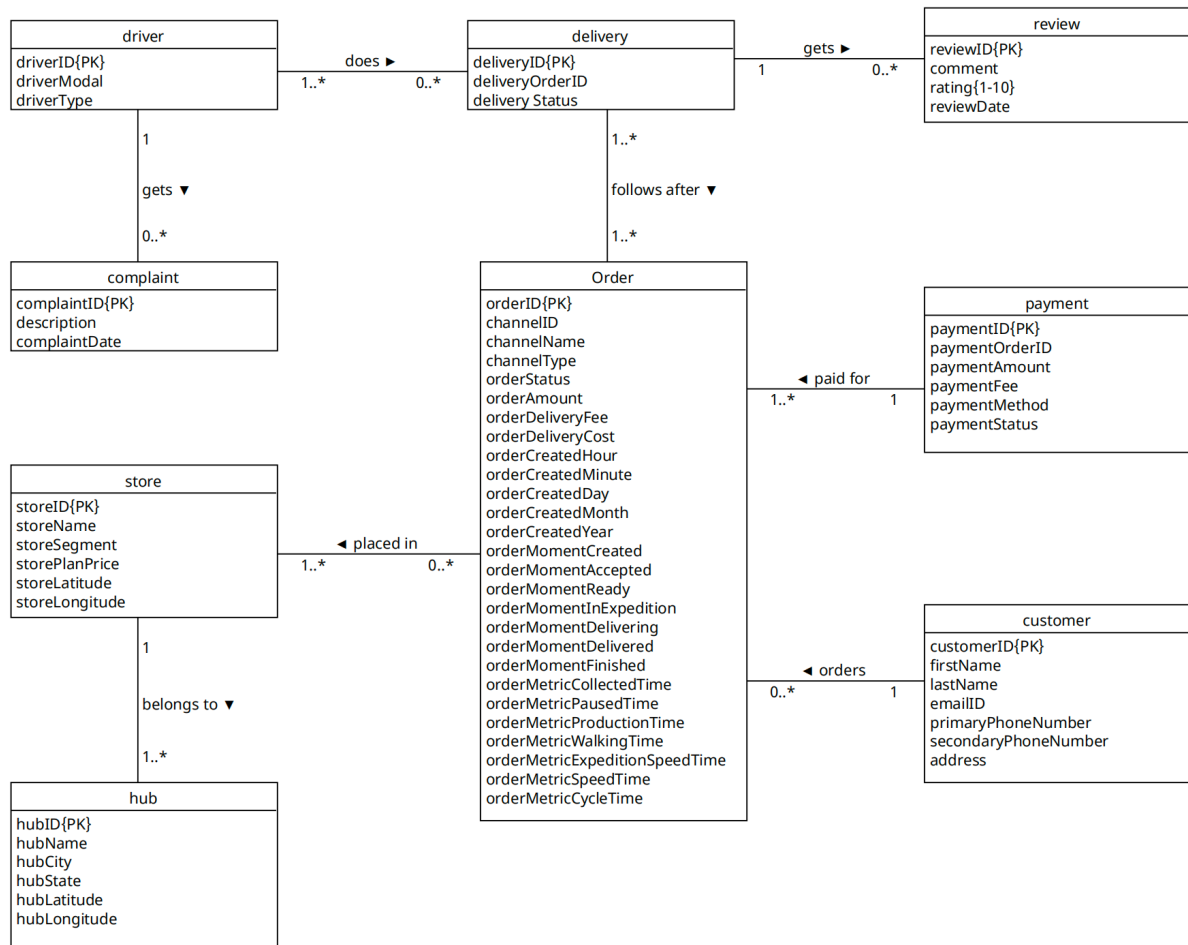 driver
driverID{PK}
driverModal
driverType
does ►
1..*
0..*
delivery
deliveryID{PK}
deliveryOrderID
delivery Status
gets ►
1
0..*
review
reviewID{PK}
comment
rating{1-10}
reviewDate
1
gets ▼
0..*
1..*
follows after ▼
1..*
complaint
complaintID{PK}
description
complaintDate
Order
orderID{PK}
channelID
channelName
channelType
orderStatus
orderAmount
orderDeliveryFee
orderDeliveryCost
orderCreatedHour
orderCreatedMinute
orderCreatedDay
orderCreatedMonth
orderCreatedYear
orderMomentCreated
orderMomentAccepted
orderMomentReady
orderMomentInExpedition
orderMomentDelivering
orderMomentDelivered
orderMomentFinished
orderMetricCollectedTime
orderMetricPausedTime
orderMetricProductionTime
orderMetricWalkingTime
orderMetricExpeditionSpeedTime
orderMetricSpeedTime
orderMetricCycleTime
payment
paymentID{PK}
paymentOrderID
paymentAmount
paymentFee
paymentMethod
paymentStatus
◄ paid for
1..*
1
store
storeID{PK}
storeName
storeSegment
storePlanPrice
storeLatitude
storeLongitude
◄ placed in
1..*
0..*
customer
customerID{PK}
firstName
lastName
emailID
primaryPhoneNumber
secondaryPhoneNumber
address
◄ orders
0..*
1
1
belongs to ▼
1..*
hub
hubID{PK}
hubName
hubCity
hubState
hubLatitude
hubLongitude